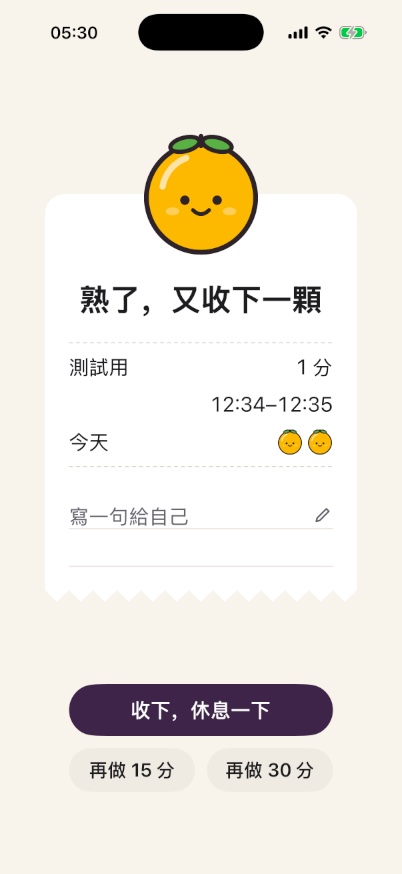 05:30
熟了，又收下一顆
測試用 1 分
12:34–12:35
今天
寫一句給自己
收下，休息一下
再做 15 分 再做 30 分